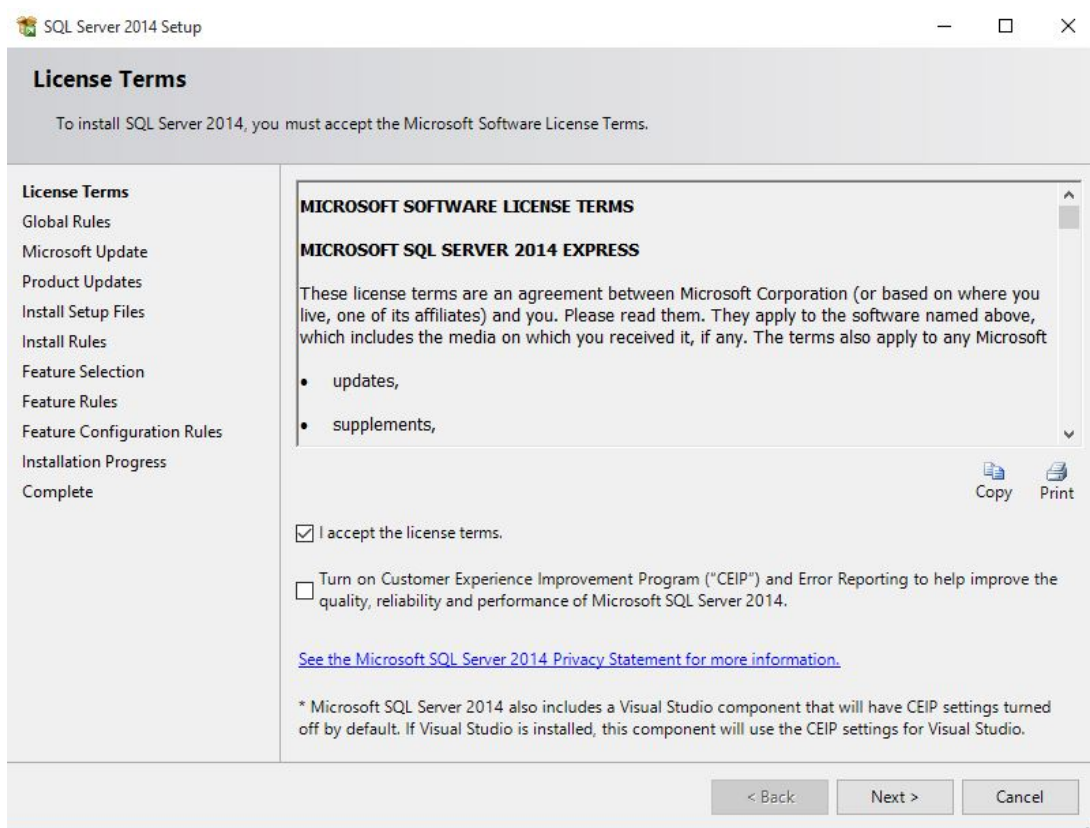 SQL Server 2014 Setup
License Terms
To install SQL Server 2014, you must accept the Microsoft Software License Terms.
License Terms
Global Rules
Microsoft Update
Product Updates
Install Setup Files
Install Rules
Feature Selection
Feature Rules
Feature Configuration Rules
Installation Progress
Complete
MICROSOFT SOFTWARE LICENSE TERMS
MICROSOFT SQL SERVER 2014 EXPRESS
These license terms are an agreement between Microsoft Corporation (or based on where you
live, one of its affiliates) and you. Please read them. They apply to the software named above,
which includes the media on which you received it, if any. The terms also apply to any Microsoft
• updates,
• supplements,
Copy Print
I accept the license terms.
Turn on Customer Experience Improvement Program ("CEIP") and Error Reporting to help improve the
quality, reliability and performance of Microsoft SQL Server 2014.
See the Microsoft SQL Server 2014 Privacy Statement for more information.
* Microsoft SQL Server 2014 also includes a Visual Studio component that will have CEIP settings turned
off by default. If Visual Studio is installed, this component will use the CEIP settings for Visual Studio.
< Back Next > Cancel